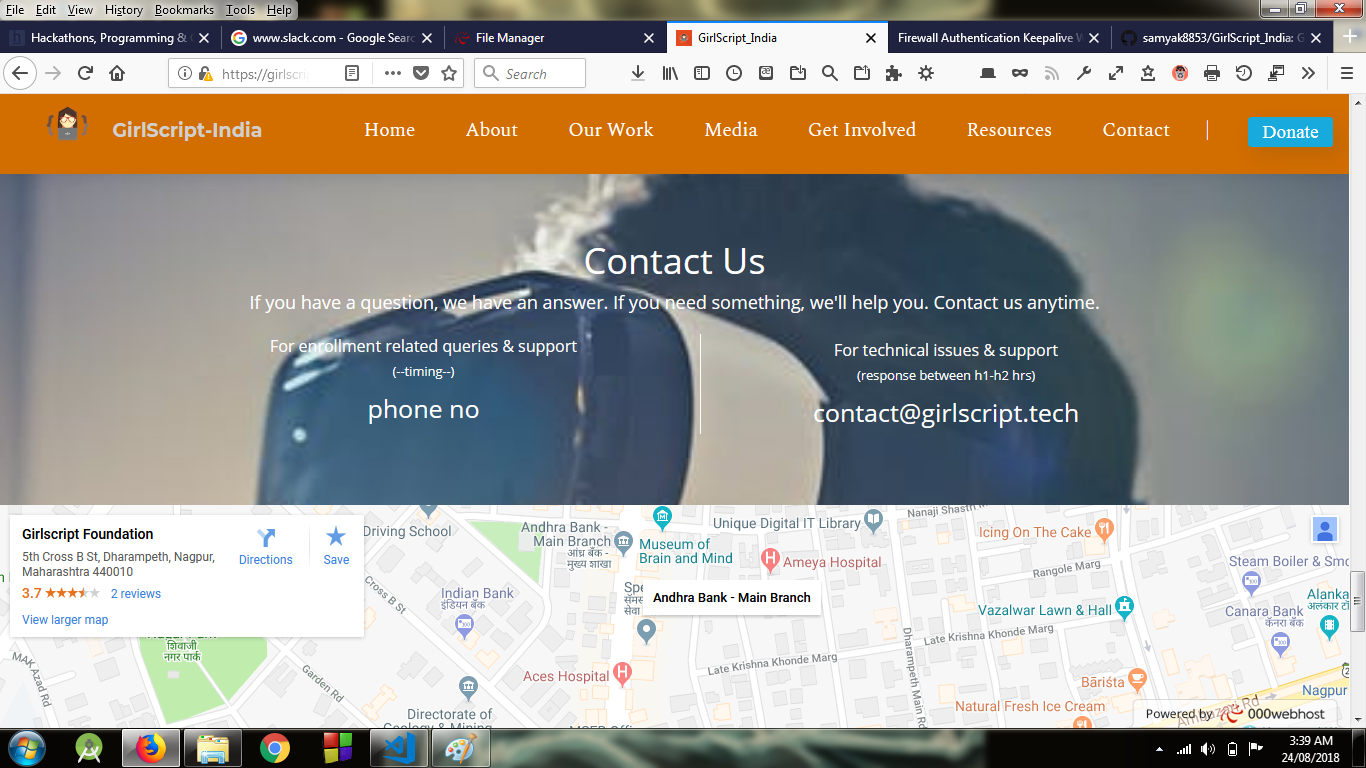 File Edit View History Bookmarks Tools Help
Hackathons, Programming &
www.slack.com - Google Sear
File Manager
GirlScript_India
Firewall Authentication Keepalive
samyak8853/GirlScript_India: G
https://girlscri
Search
GirlScript-India
Home About Our Work Media Get Involved Resources Contact Donate
Contact Us
If you have a question, we have an answer. If you need something, we'll help you. Contact us anytime.
For enrollment related queries & support
(--timing--)
phone no
For technical issues & support
(response between h1-h2 hrs)
contact@girlscript.tech
Girlscript Foundation
5th Cross B St, Dharampeth, Nagpur,
Maharashtra 440010
3.7 2 reviews
View larger map
Directions
Save
Driving School
Andhra Bank -
Main Branch
आंध्र बँक -
मुख्य शाखा
Museum of
Brain and Mind
Unique Digital IT Library
Ameya Hospital
Nanaji Shastri Marg
Icing On The Cake
Rangole Marg
Steam Boiler & Smo
Cross B St
Indian Bank
इंडियन बँक
Spe
सेवा
Andhra Bank - Main Branch
Vazalwar Lawn & Hall
Canara Bank
कॅनरा बँक
Alanka
अलंकार टॉ
शिवाजी
नगर पार्क
MAK Azad Rd
Garden Rd
Late Krishna Khonde Marg
Late Krishna Khonde Marg
Dharampeth Main Rd
Aces Hospital
Bāriśta
Nagpur
Directorate of
Geology & Mining
MSEB Office
Natural Fresh Ice Cream
Powered by 000webhost
3:39 AM
24/08/2018